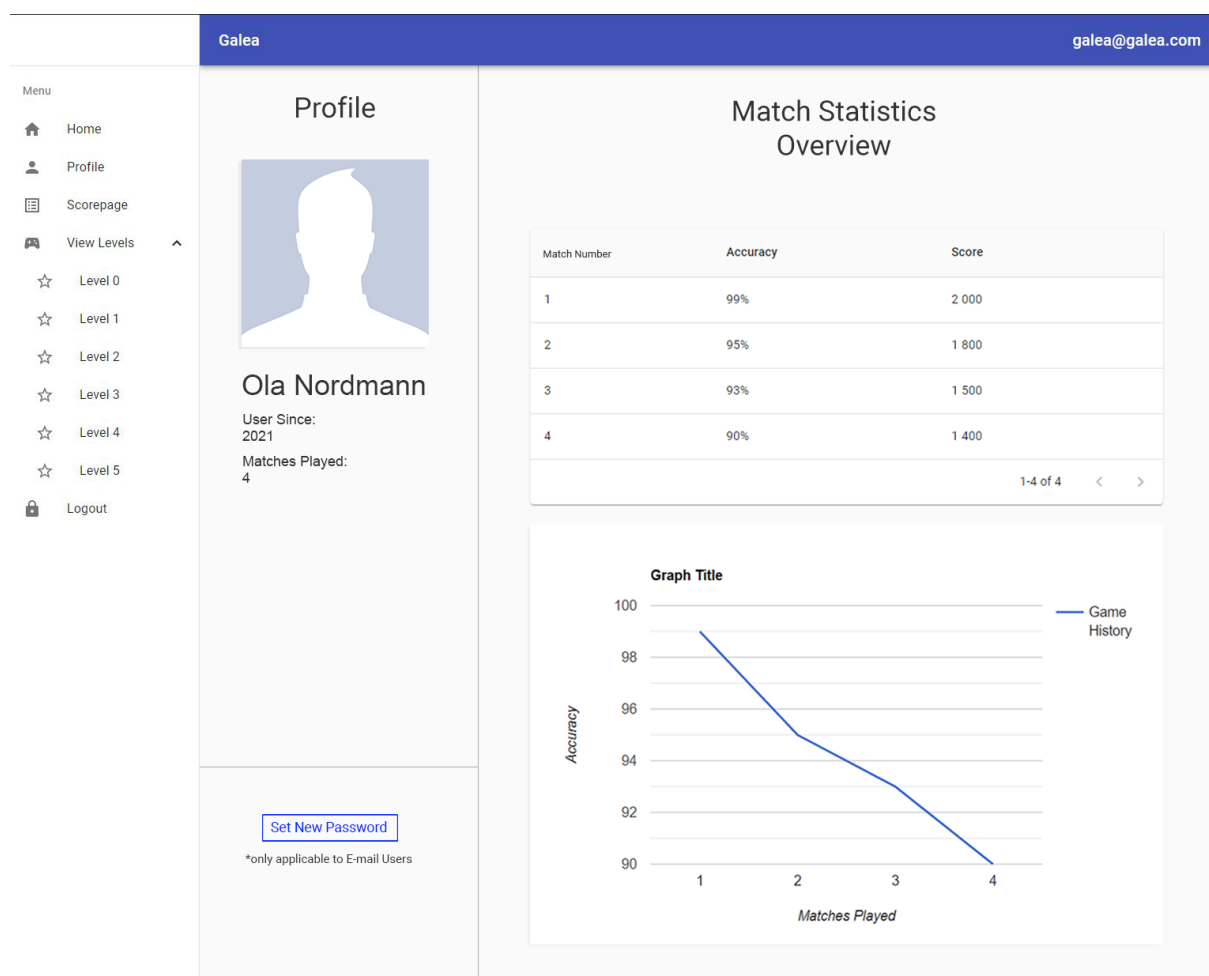 Galea
galea@galea.com
Menu
Home
Profile
Scorepage
View Levels
Level 0
Level 1
Level 2
Level 3
Level 4
Level 5
Logout
Profile
Ola Nordmann
User Since:
2021
Matches Played:
4
Set New Password
*only applicable to E-mail Users
Match Statistics
Overview
Match Number Accuracy Score
1 99% 2 000
2 95% 1 800
3 93% 1 500
4 90% 1 400
1-4 of 4
Graph Title
100
98
96
94
92
90
Accuracy
1 2 3 4
Matches Played
Game
History